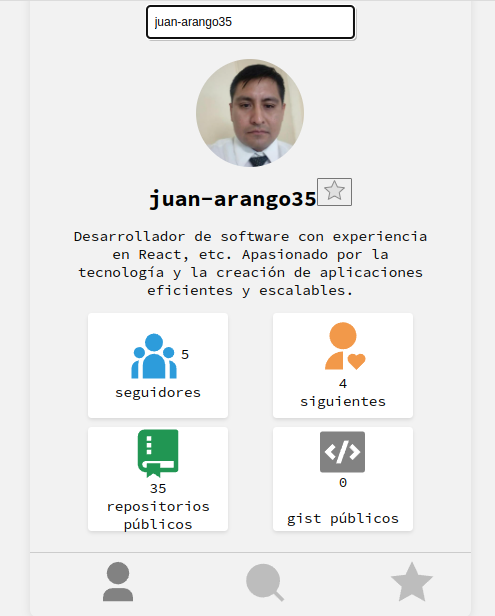 juan-arango35
juan-arango35
Desarrollador de software con experiencia
en React, etc. Apasionado por la
tecnología y la creación de aplicaciones
eficientes y escalables.
5
seguidores
4
siguientes
35
repositorios
públicos
0
gist públicos